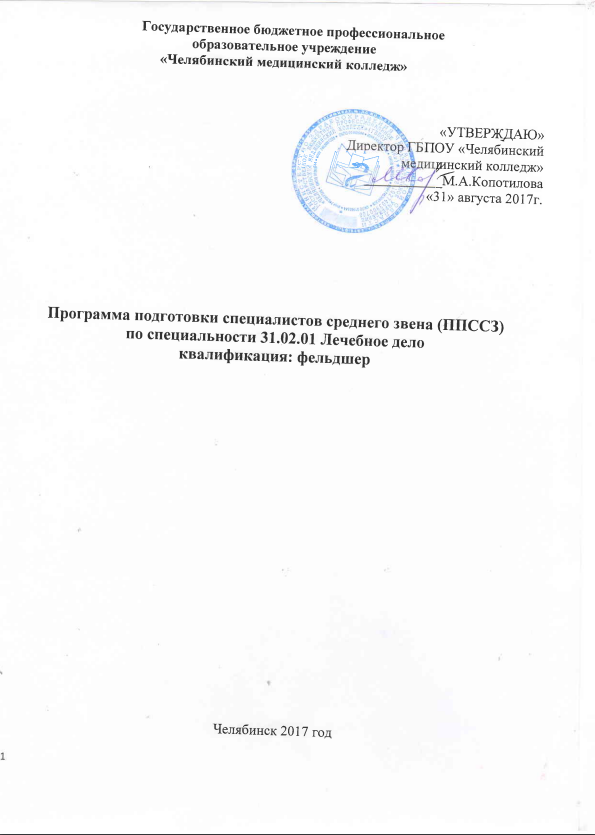 Государственное бюджетное профессиональное
образовательное учреждение
«Челябинский медицинский колледж»
«УТВЕРЖДАЮ»
Директор ГБПОУ «Челябинский
медицинский колледж»
____________М.А.Копотилова
«31» августа 2017г.
Программа подготовки специалистов среднего звена (ППССЗ)
по специальности 31.02.01 Лечебное дело
квалификация: фельдшер
Челябинск 2017 год
1